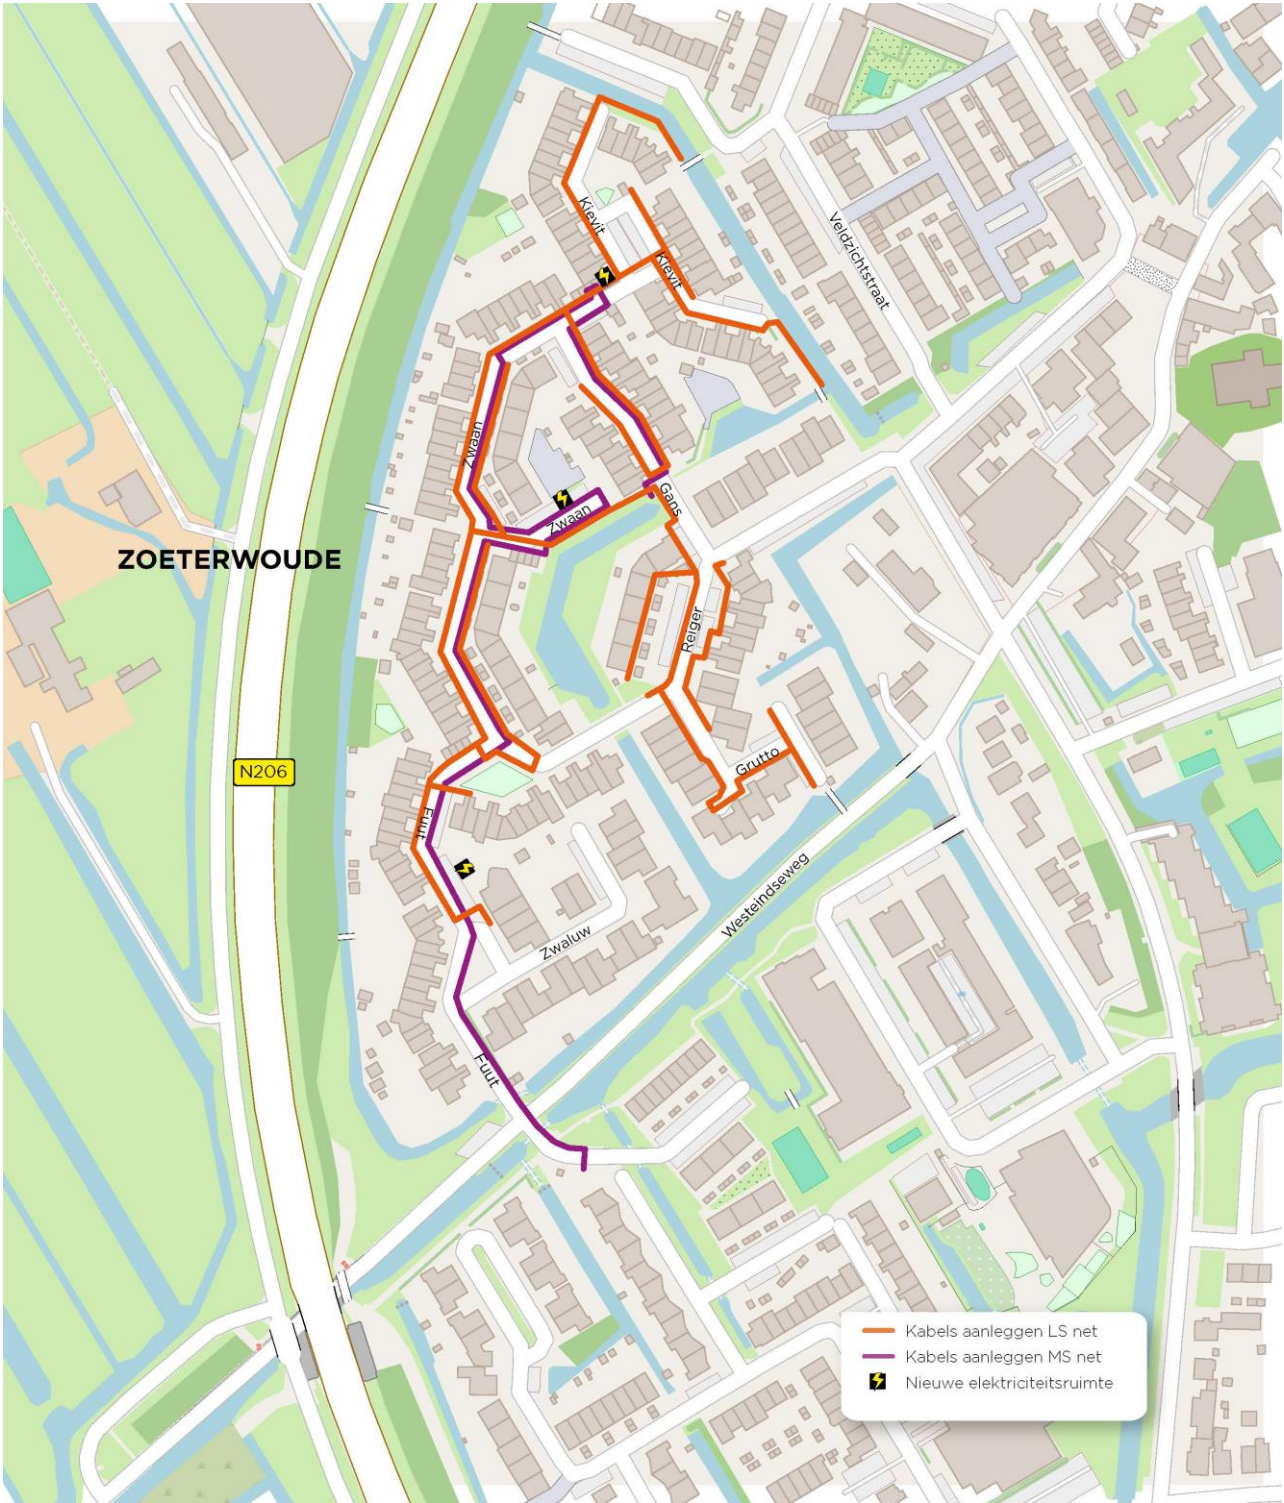 Kievit
Kievit
Veldzichtstraat
Zwaan
Gans
Zwaan
ZOETERWOUDE
Reiger
N206
Grutto
Fuut
Westeindseweg
Zwaluw
Fuut
Kabels aanleggen LS net
Kabels aanleggen MS net
Nieuwe elektriciteitsruimte